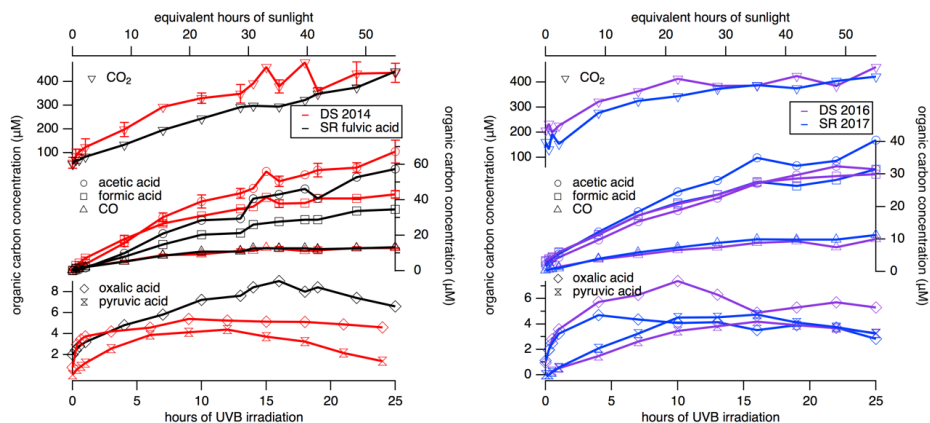 equivalent hours of sunlight
0 10 20 30 40 50
CO2
400
300
200
100
DS 2014
SR fulvic acid
organic carbon concentration (µM)
organic carbon concentration (µM)
acetic acid
formic acid
CO
60
40
20
0
oxalic acid
pyruvic acid
8
6
4
2
0 5 10 15 20 25
hours of UVB irradiation
equivalent hours of sunlight
0 10 20 30 40 50
CO2
400
300
200
100
DS 2016
SR 2017
organic carbon concentration (µM)
organic carbon concentration (µM)
acetic acid
formic acid
CO
40
30
20
10
0
oxalic acid
pyruvic acid
6
4
2
0
0 5 10 15 20 25
hours of UVB irradiation